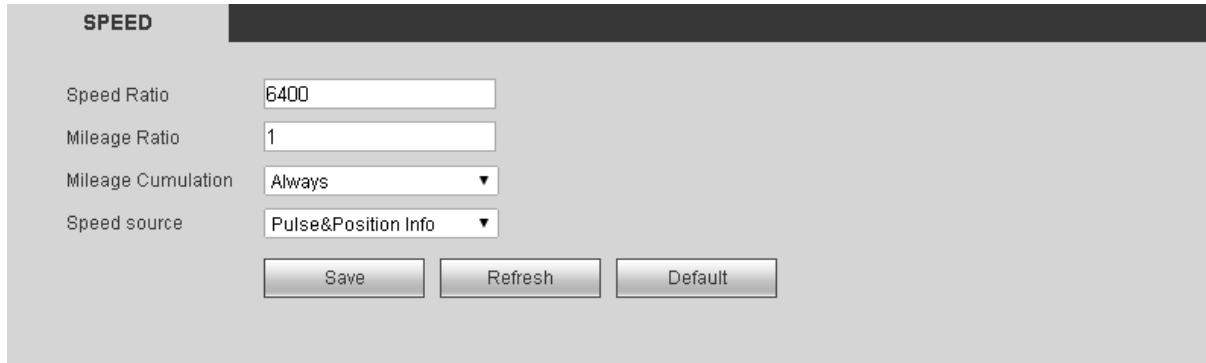 SPEED
Speed Ratio 6400
Mileage Ratio 1
Mileage Cumulation Always
Speed source Pulse&Position Info
Save Refresh Default